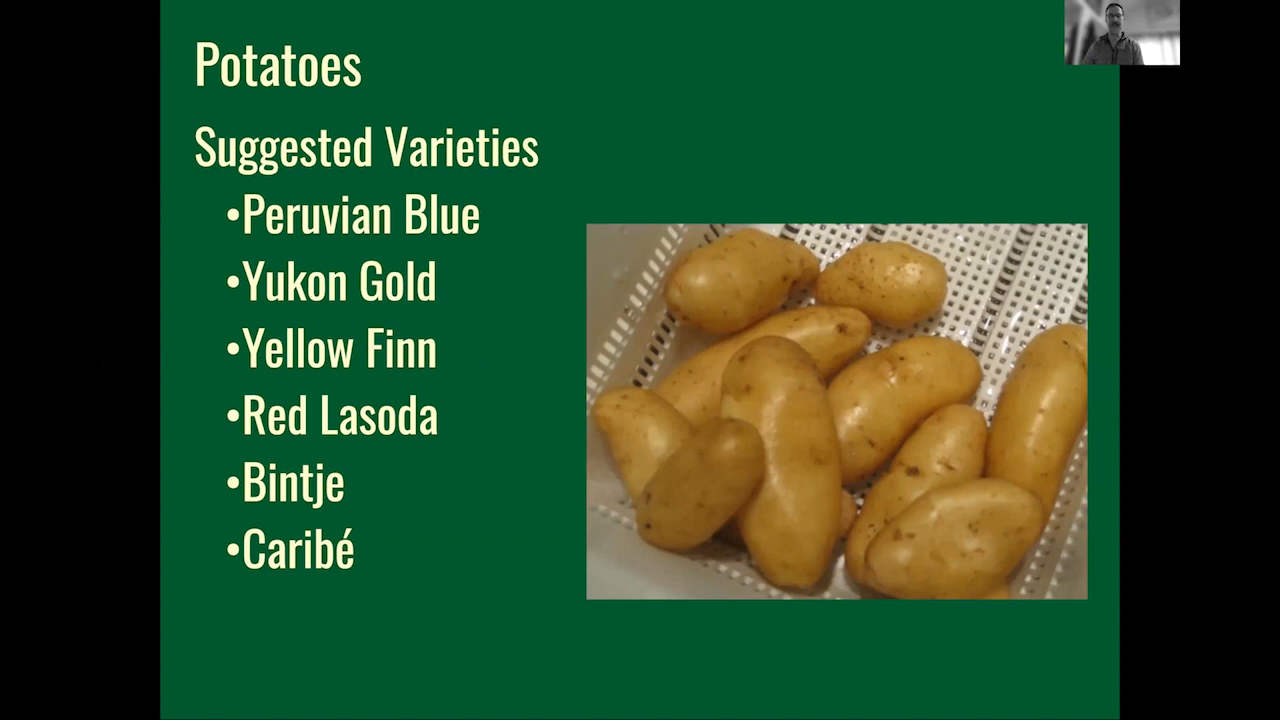 Potatoes
Suggested Varieties
•Peruvian Blue
•Yukon Gold
•Yellow Finn
•Red Lasoda
•Bintje
•Caribé